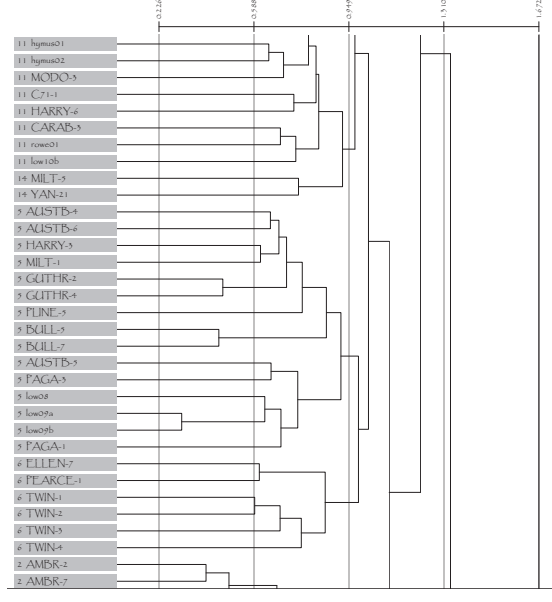 0.226
0.588
0.949
1.310
1.672
11 hymus01
11 hymus02
11 MODO-3
11 C71-1
11 HARRY-6
11 CARAB-3
11 rowe01
11 low10b
14 MILT-3
14 YAN-21
5 AUSTB-4
5 AUSTB-6
5 HARRY-3
5 MILT-1
5 GUTHR-2
5 GUTHR-4
5 PLINE-5
5 BULL-5
5 BULL-7
5 AUSTB-5
5 PAGA-3
5 low08
5 low09a
5 low09b
5 PAGA-1
6 ELLEN-7
6 PEARCE-1
6 TWIN-1
6 TWIN-2
6 TWIN-3
6 TWIN-4
2 AMBR-2
2 AMBR-7